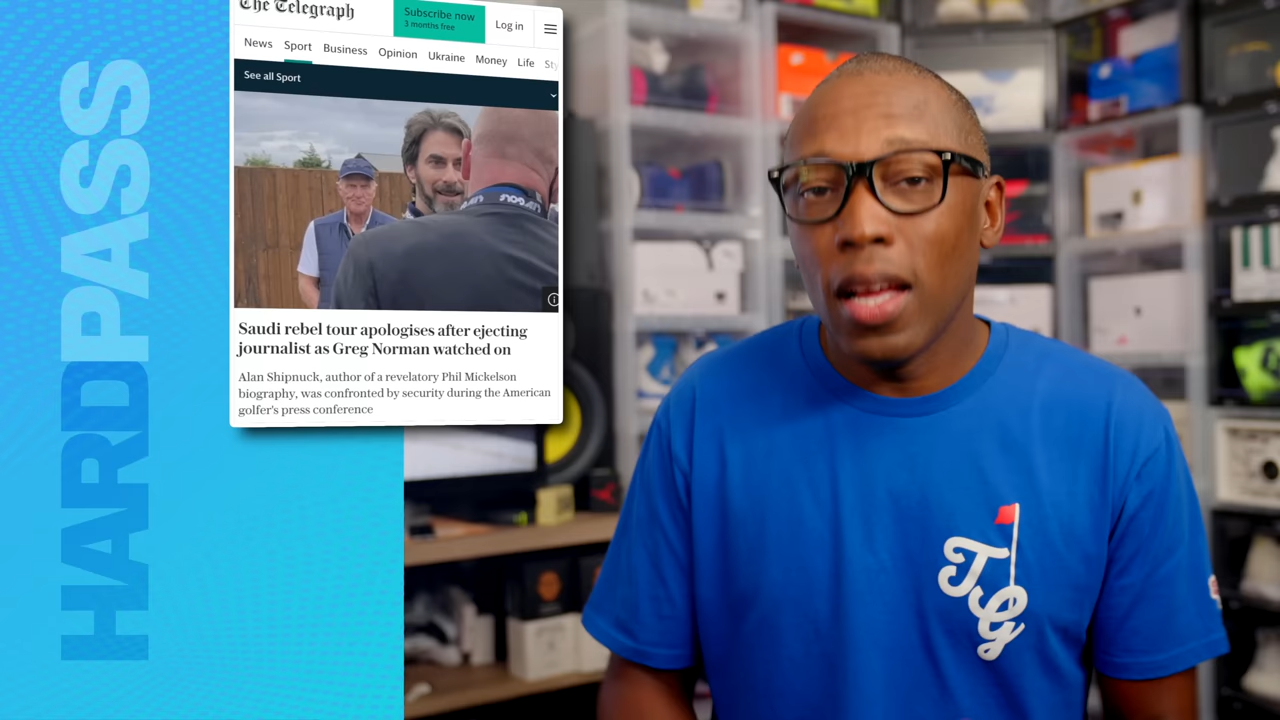 HARDPASS
The Telegraph
Subscribe now
3 months free
Log in
News Sport Business Opinion Ukraine Money Life
See all Sport
Saudi rebel tour apologises after ejecting
journalist as Greg Norman watched on
Alan Shipnuck, author of a revelatory Phil Mickelson
biography, was confronted by security during the American
golfer's press conference
TG